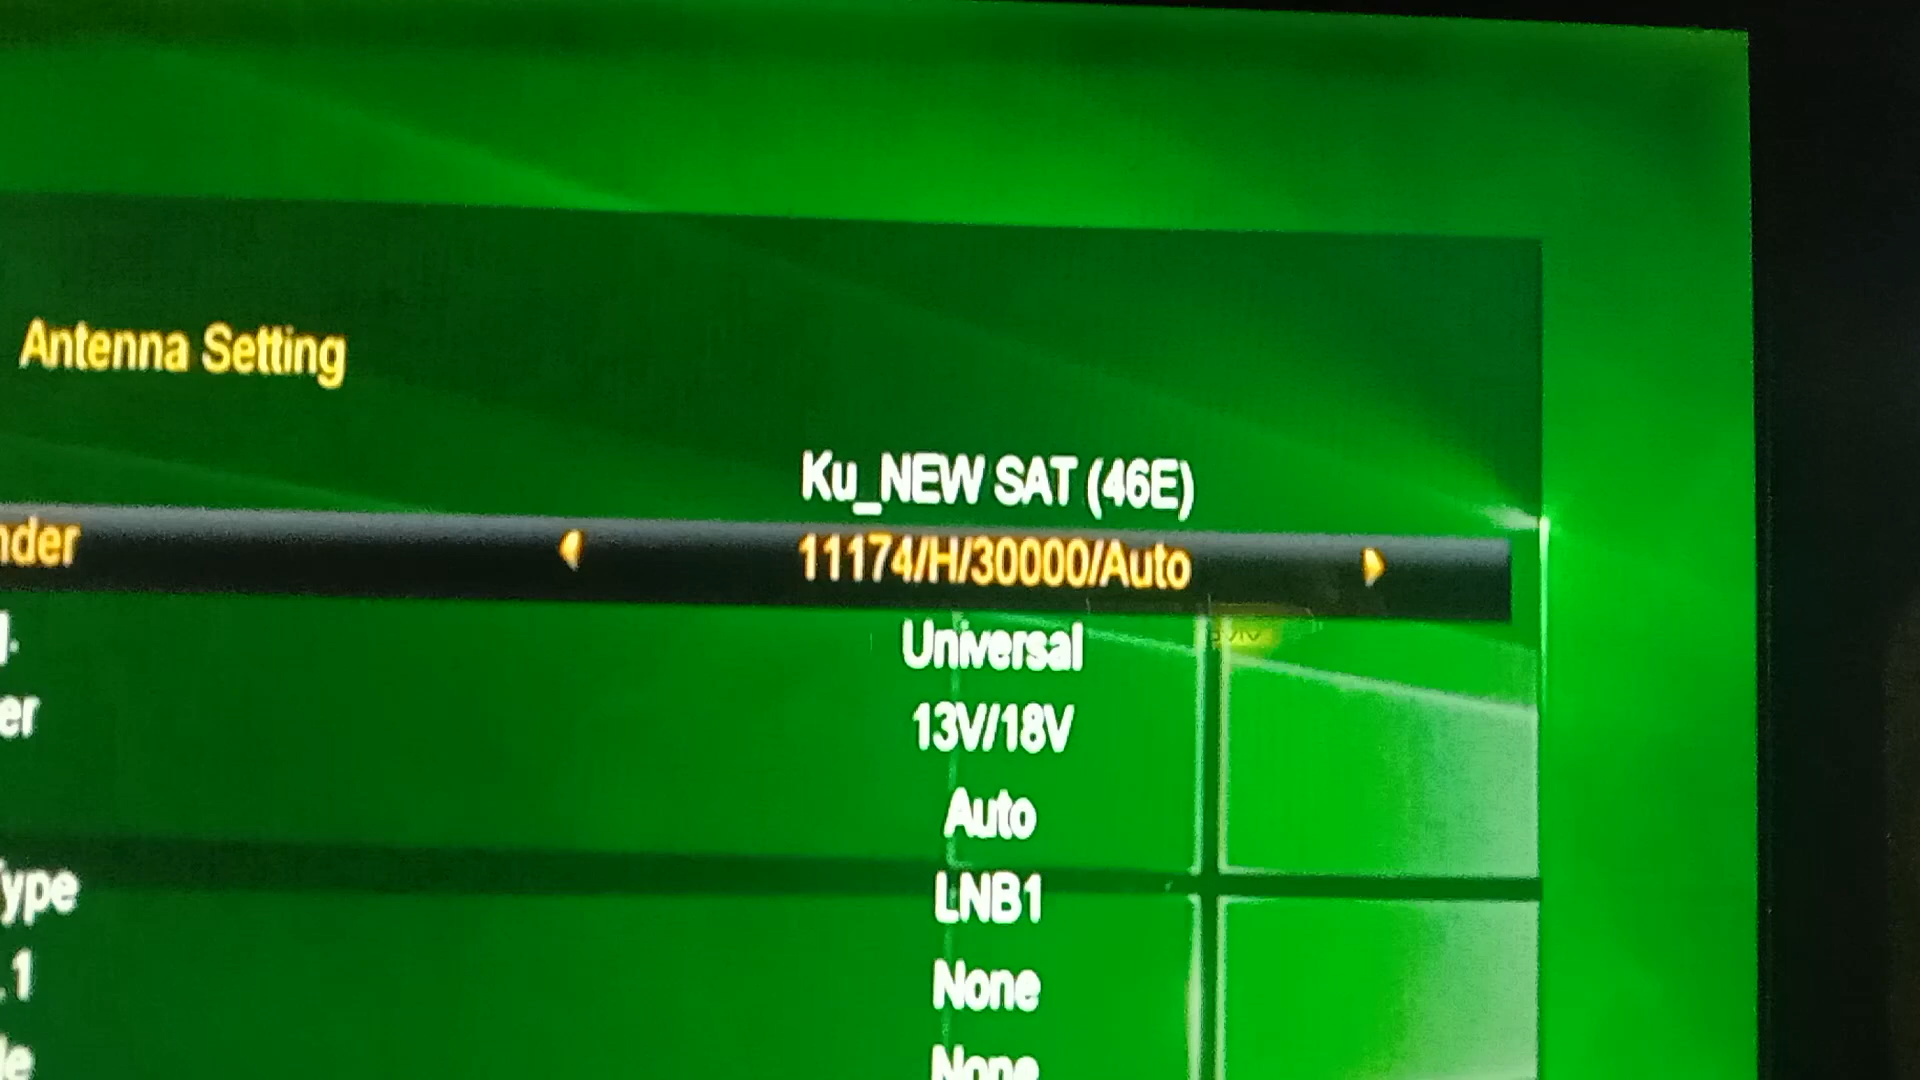 Antenna Setting
Ku_NEW SAT (46E)
nder 11174/H/30000/Auto
Universal
er 13V/18V
Auto
ype LNB1
.1 None
le None